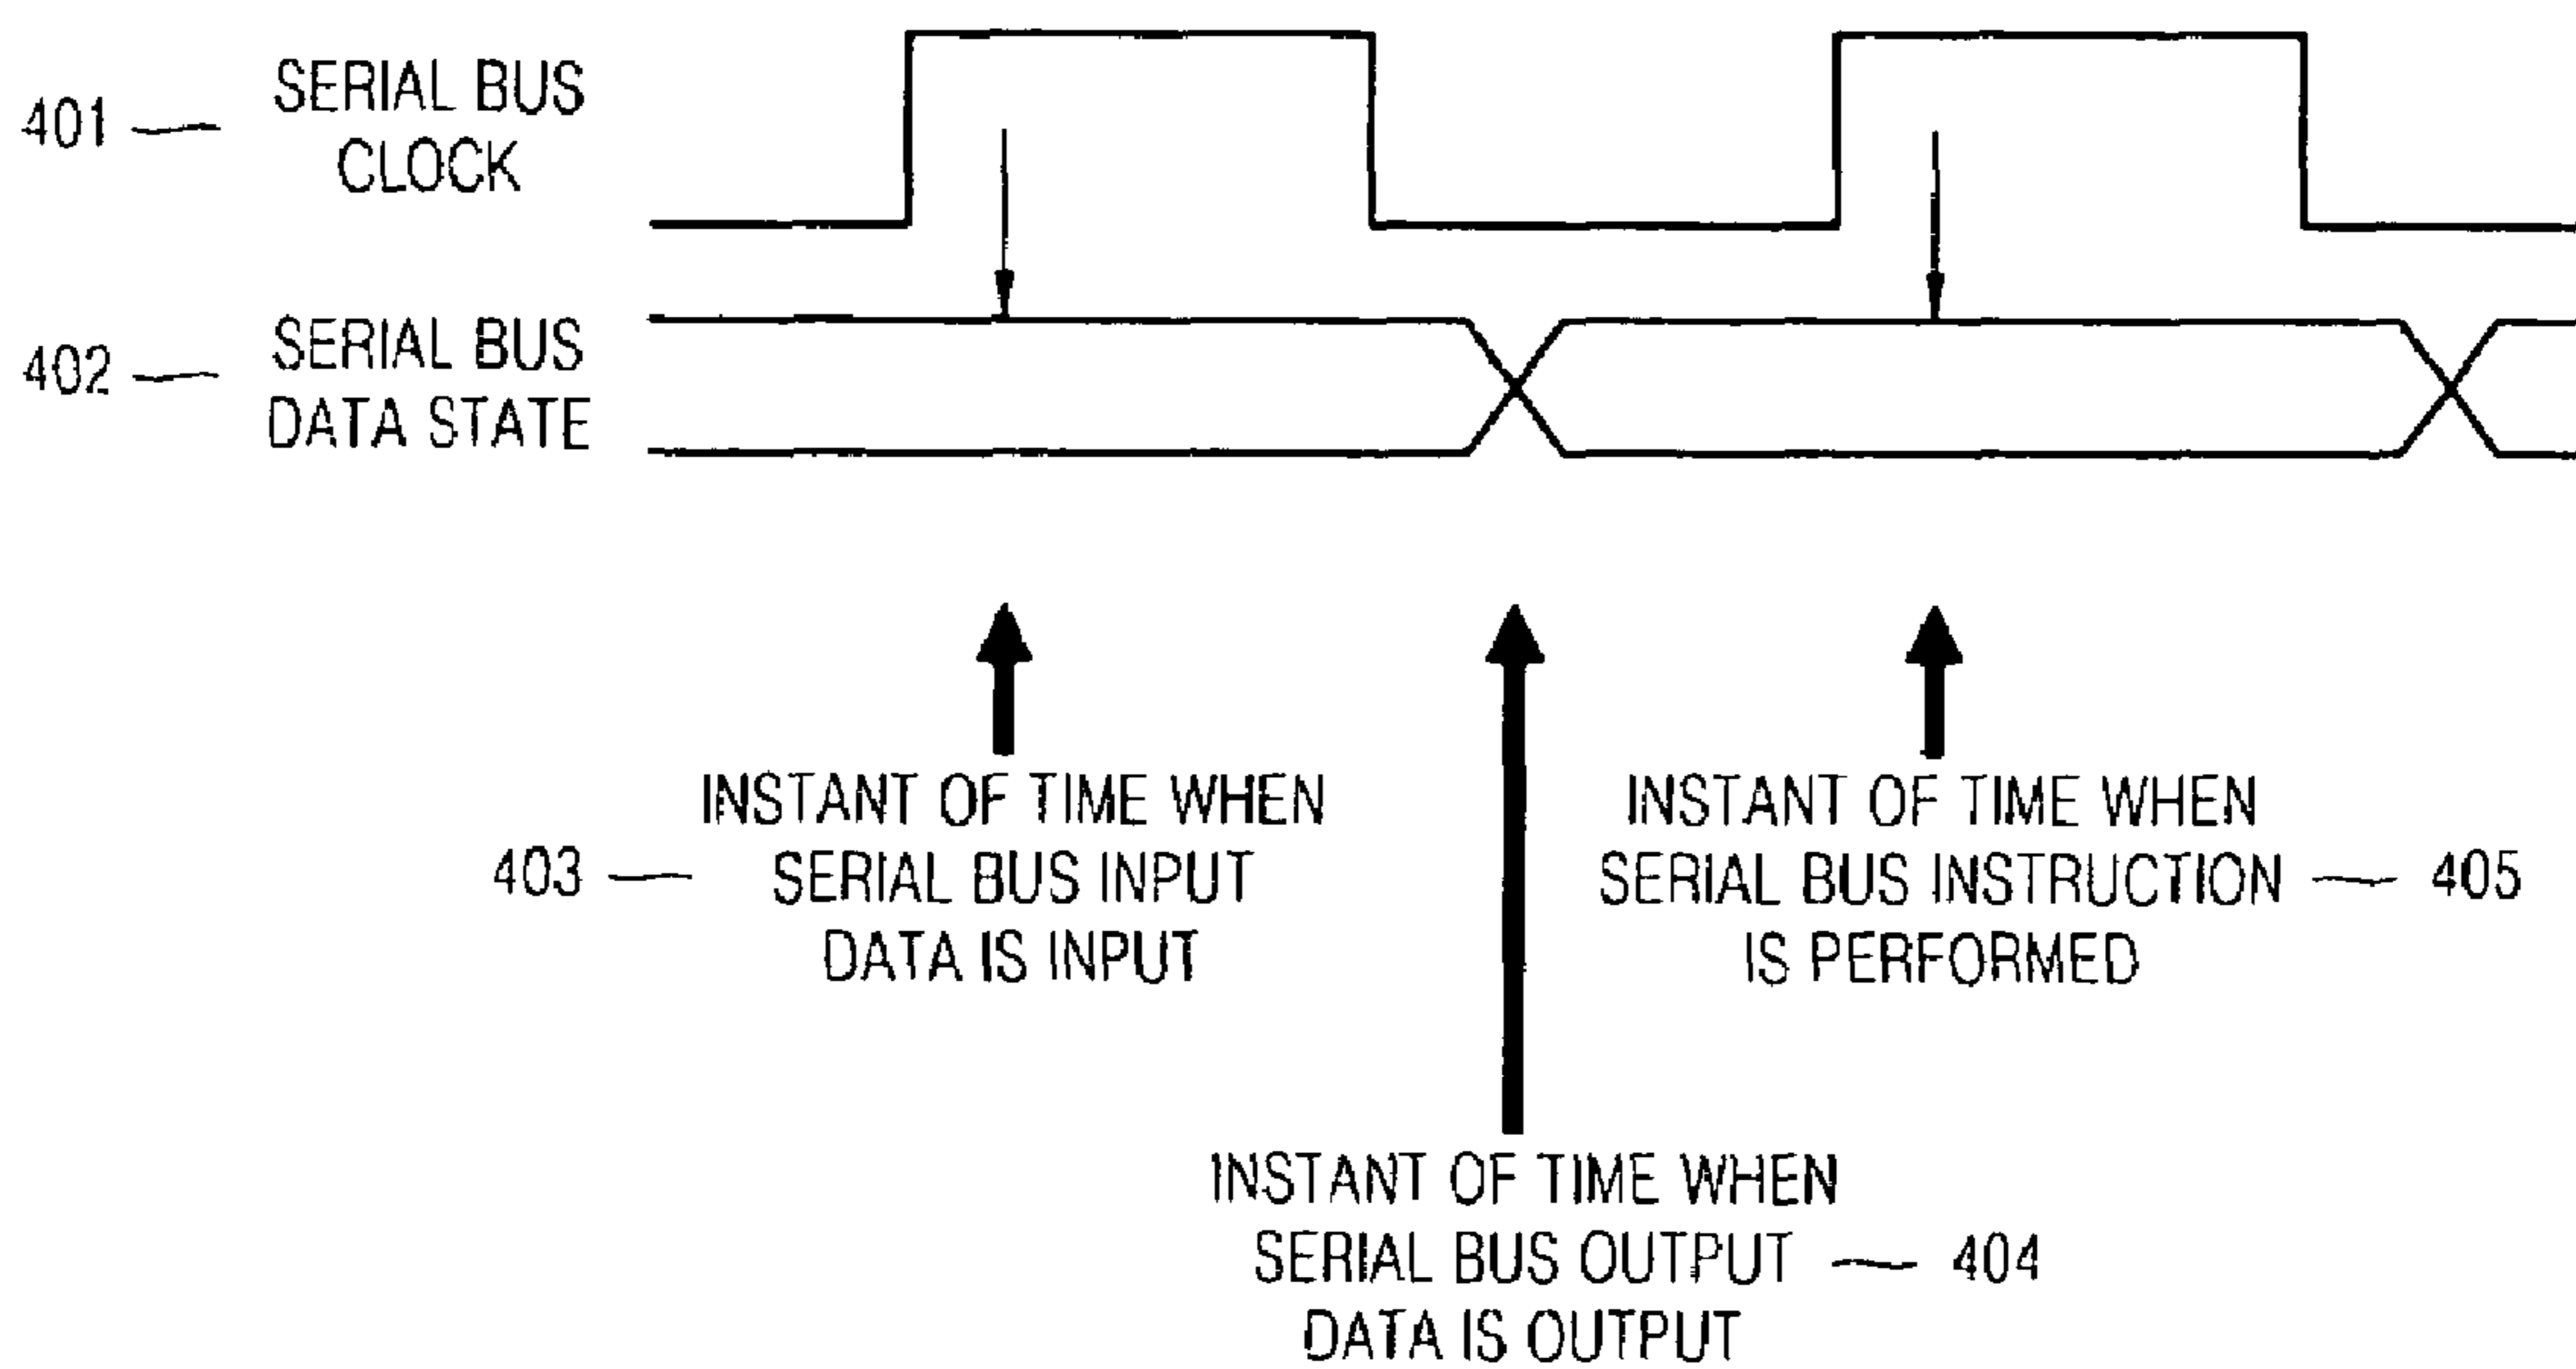 SERIAL BUS
401 — CLOCK
SERIAL BUS
402 — DATA STATE
INSTANT OF TIME WHEN
403 — SERIAL BUS INPUT
DATA IS INPUT
INSTANT OF TIME WHEN
SERIAL BUS INSTRUCTION — 405
IS PERFORMED
INSTANT OF TIME WHEN
SERIAL BUS OUTPUT — 404
DATA IS OUTPUT